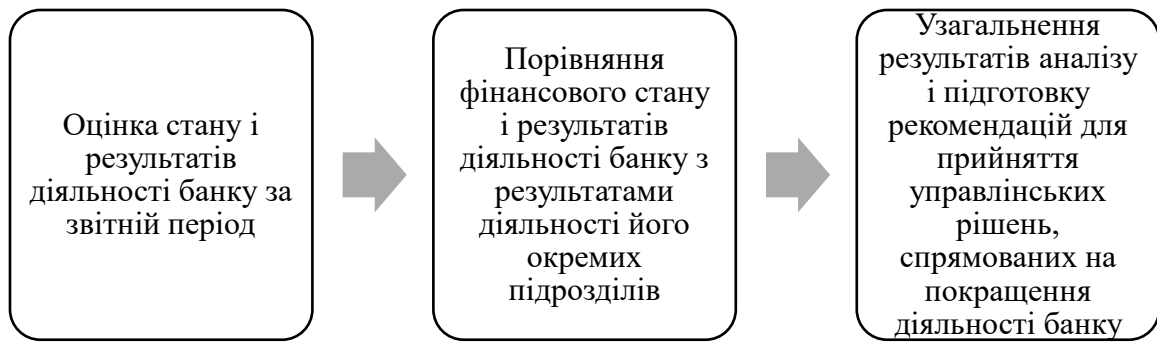 Оцінка стану і
результатів
діяльності банку за
звітній період
Порівняння
фінансового стану
і результатів
діяльності банку з
результатами
діяльності його
окремих
підрозділів
Узагальнення
результатів аналізу
і підготовку
рекомендацій для
прийняття
управлінських
рішень,
спрямованих на
покращення
діяльності банку